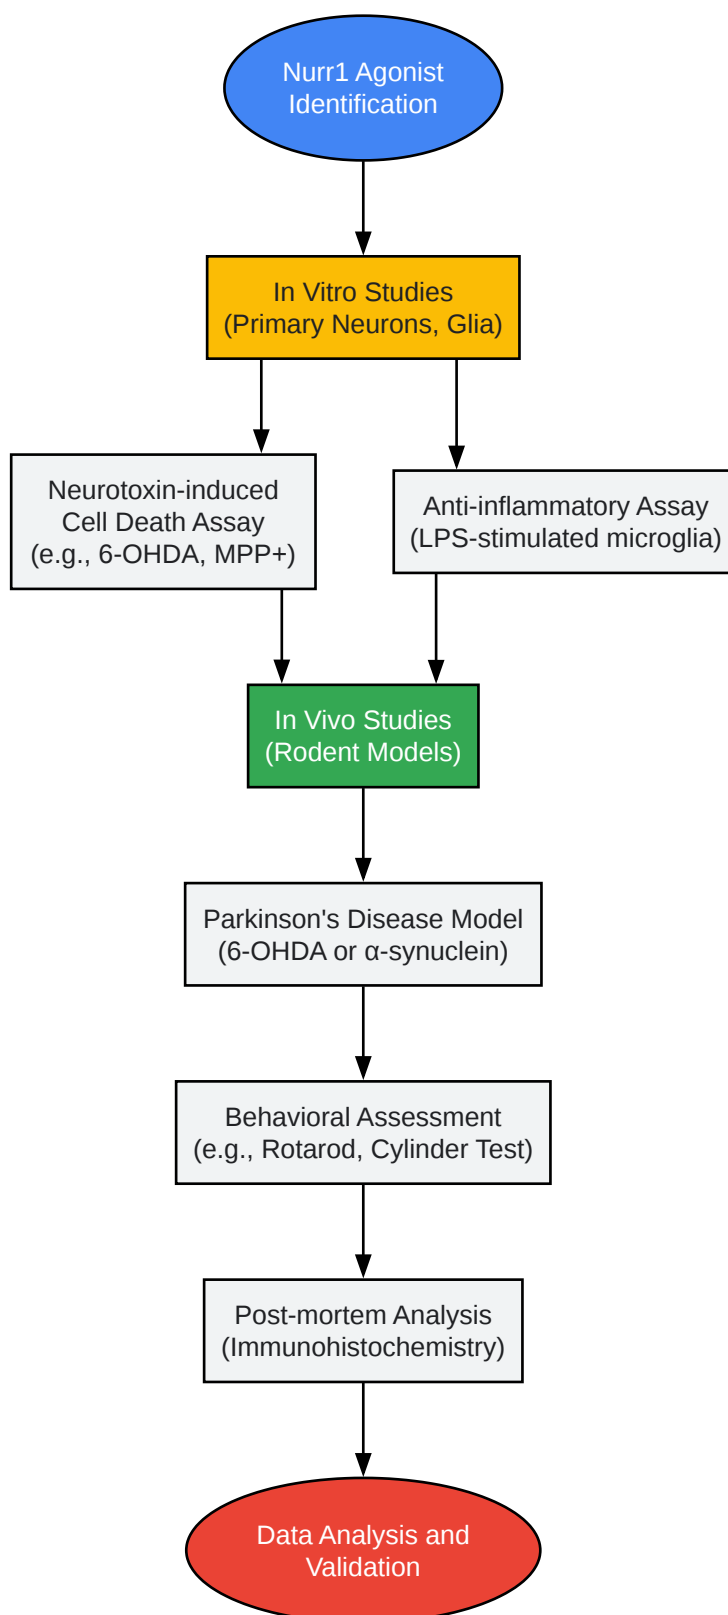 Nurr1 Agonist
Identification
In Vitro Studies
(Primary Neurons, Glia)
Neurotoxin-induced
Cell Death Assay
(e.g., 6-OHDA, MPP+)
Anti-inflammatory Assay
(LPS-stimulated microglia)
In Vivo Studies
(Rodent Models)
Parkinson's Disease Model
(6-OHDA or α-synuclein)
Behavioral Assessment
(e.g., Rotarod, Cylinder Test)
Post-mortem Analysis
(Immunohistochemistry)
Data Analysis and
Validation